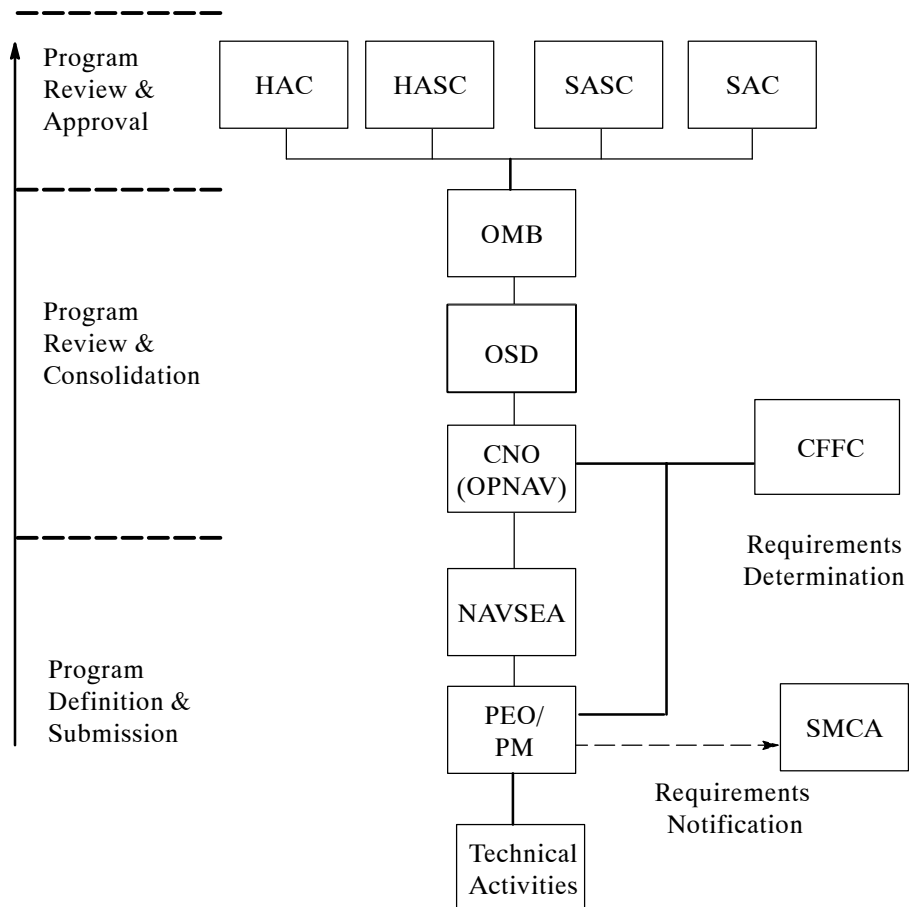 Program
Review &
Approval
HAC
HASC
SASC
SAC
OMB
Program
Review &
Consolidation
OSD
CNO
(OPNAV)
CFFC
Requirements
Determination
NAVSEA
Program
Definition &
Submission
PEO/
PM
SMCA
Requirements
Notification
Technical
Activities